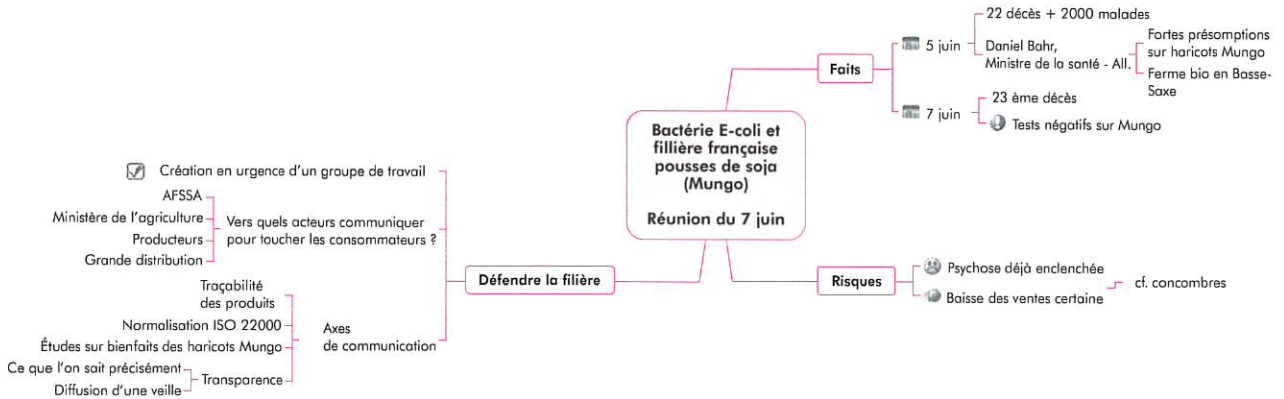 Bactérie E-coli et
fillière française
pousses de soja
(Mungo)
Réunion du 7 juin
Faits
5 juin
22 décès + 2000 malades
Daniel Bahr,
Ministre de la santé - All.
Fortes présomptions
sur haricots Mungo
Ferme bio en Basse-
Saxe
7 juin
23 ème décès
Tests négatifs sur Mungo
Risques
Psychose déjà enclenchée
Baisse des ventes certaine
cf. concombres
Défendre la filière
Création en urgence d'un groupe de travail
Vers quels acteurs communiquer
pour toucher les consommateurs ?
AFSSA
Ministère de l'agriculture
Producteurs
Grande distribution
Axes
de communication
Traçabilité
des produits
Normalisation ISO 22000
Études sur bienfaits des haricots Mungo
Transparence
Ce que l'on sait précisément
Diffusion d'une veille